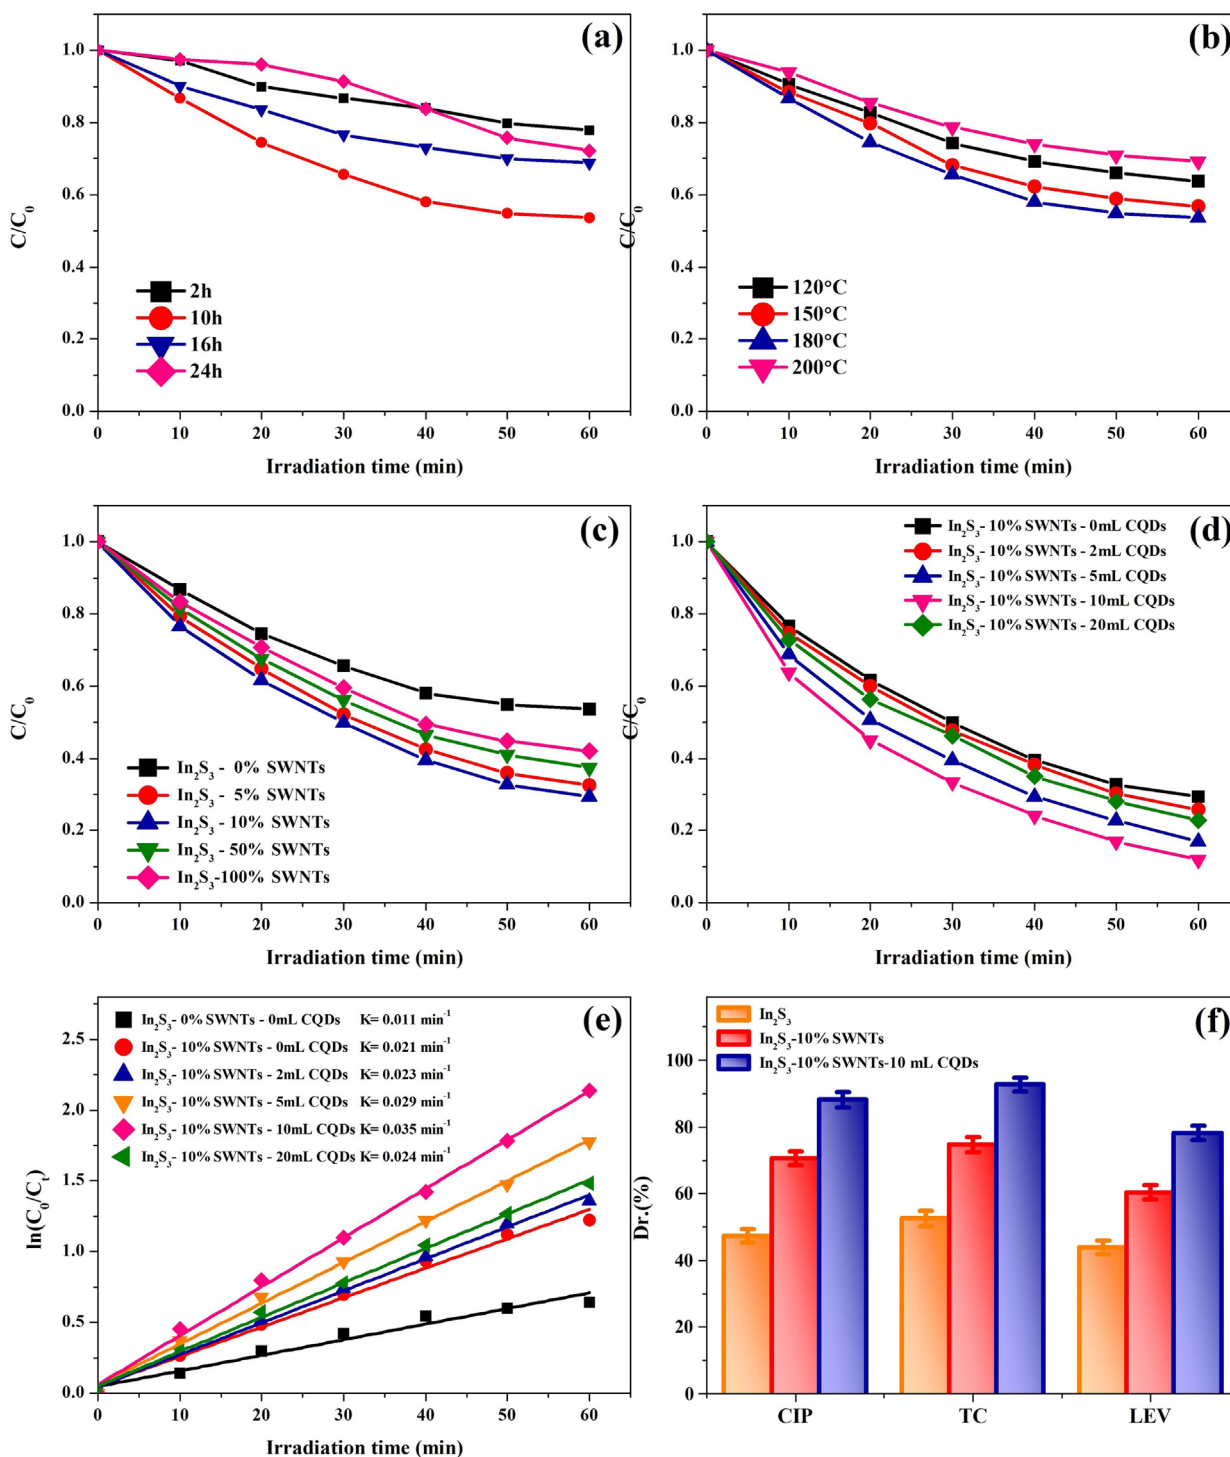 (a)
1.0
0.8
0.6
0.4
0.2
0.0
C/C₀
2h
10h
16h
24h
0 10 20 30 40 50 60
Irradiation time (min)
(b)
1.0
0.8
0.6
0.4
0.2
0.0
C/C₀
120°C
150°C
180°C
200°C
0 10 20 30 40 50 60
Irradiation time (min)
(c)
1.0
0.8
0.6
0.4
0.2
0.0
C/C₀
In₂S₃ - 0% SWNTs
In₂S₃ - 5% SWNTs
In₂S₃ - 10% SWNTs
In₂S₃ - 50% SWNTs
In₂S₃-100% SWNTs
0 10 20 30 40 50 60
Irradiation time (min)
(d)
1.0
0.8
0.6
0.4
0.2
0.0
C/C₀
In₂S₃- 10% SWNTs - 0mL CQDs
In₂S₃- 10% SWNTs - 2mL CQDs
In₂S₃- 10% SWNTs - 5mL CQDs
In₂S₃- 10% SWNTs - 10mL CQDs
In₂S₃- 10% SWNTs - 20mL CQDs
0 10 20 30 40 50 60
Irradiation time (min)
(e)
2.5
2.0
1.5
1.0
0.5
0.0
ln(C₀/Cₜ)
In₂S₃- 0% SWNTs - 0mL CQDs K= 0.011 min⁻¹
In₂S₃- 10% SWNTs - 0mL CQDs K= 0.021 min⁻¹
In₂S₃- 10% SWNTs - 2mL CQDs K= 0.023 min⁻¹
In₂S₃- 10% SWNTs - 5mL CQDs K= 0.029 min⁻¹
In₂S₃- 10% SWNTs - 10mL CQDs K= 0.035 min⁻¹
In₂S₃- 10% SWNTs - 20mL CQDs K= 0.024 min⁻¹
0 10 20 30 40 50 60
Irradiation time (min)
(f)
100
80
60
40
20
0
Dr.(%)
In₂S₃
In₂S₃-10% SWNTs
In₂S₃-10% SWNTs-10 mL CQDs
CIP TC LEV